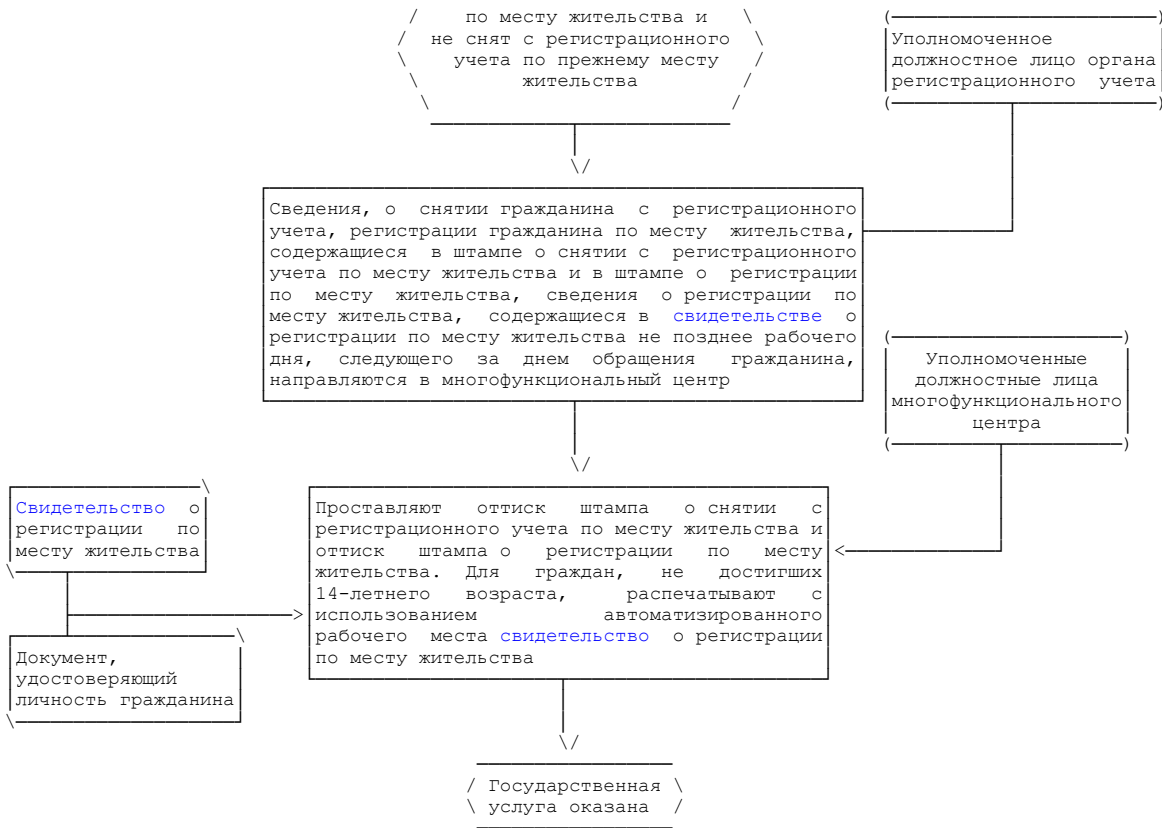 по месту жительства и
не снят с регистрационного
учета по прежнему месту
жительства
Уполномоченное
должностное лицо органа
регистрационного учета
Сведения, о снятии гражданина с регистрационного
учета, регистрации гражданина по месту жительства,
содержащиеся в штампе о снятии с регистрационного
учета по месту жительства и в штампе о регистрации
по месту жительства, сведения о регистрации по
месту жительства, содержащиеся в свидетельстве о
регистрации по месту жительства не позднее рабочего
дня, следующего за днем обращения гражданина,
направляются в многофункциональный центр
Уполномоченные
должностные лица
многофункционального
центра
Свидетельство о
регистрации по
месту жительства
Проставляют оттиск штампа о снятии с
регистрационного учета по месту жительства и
оттиск штампа о регистрации по месту
жительства. Для граждан, не достигших
14-летнего возраста, распечатывают с
использованием автоматизированного
рабочего места свидетельство о регистрации
по месту жительства
Документ,
удостоверяющий
личность гражданина
Государственная
услуга оказана